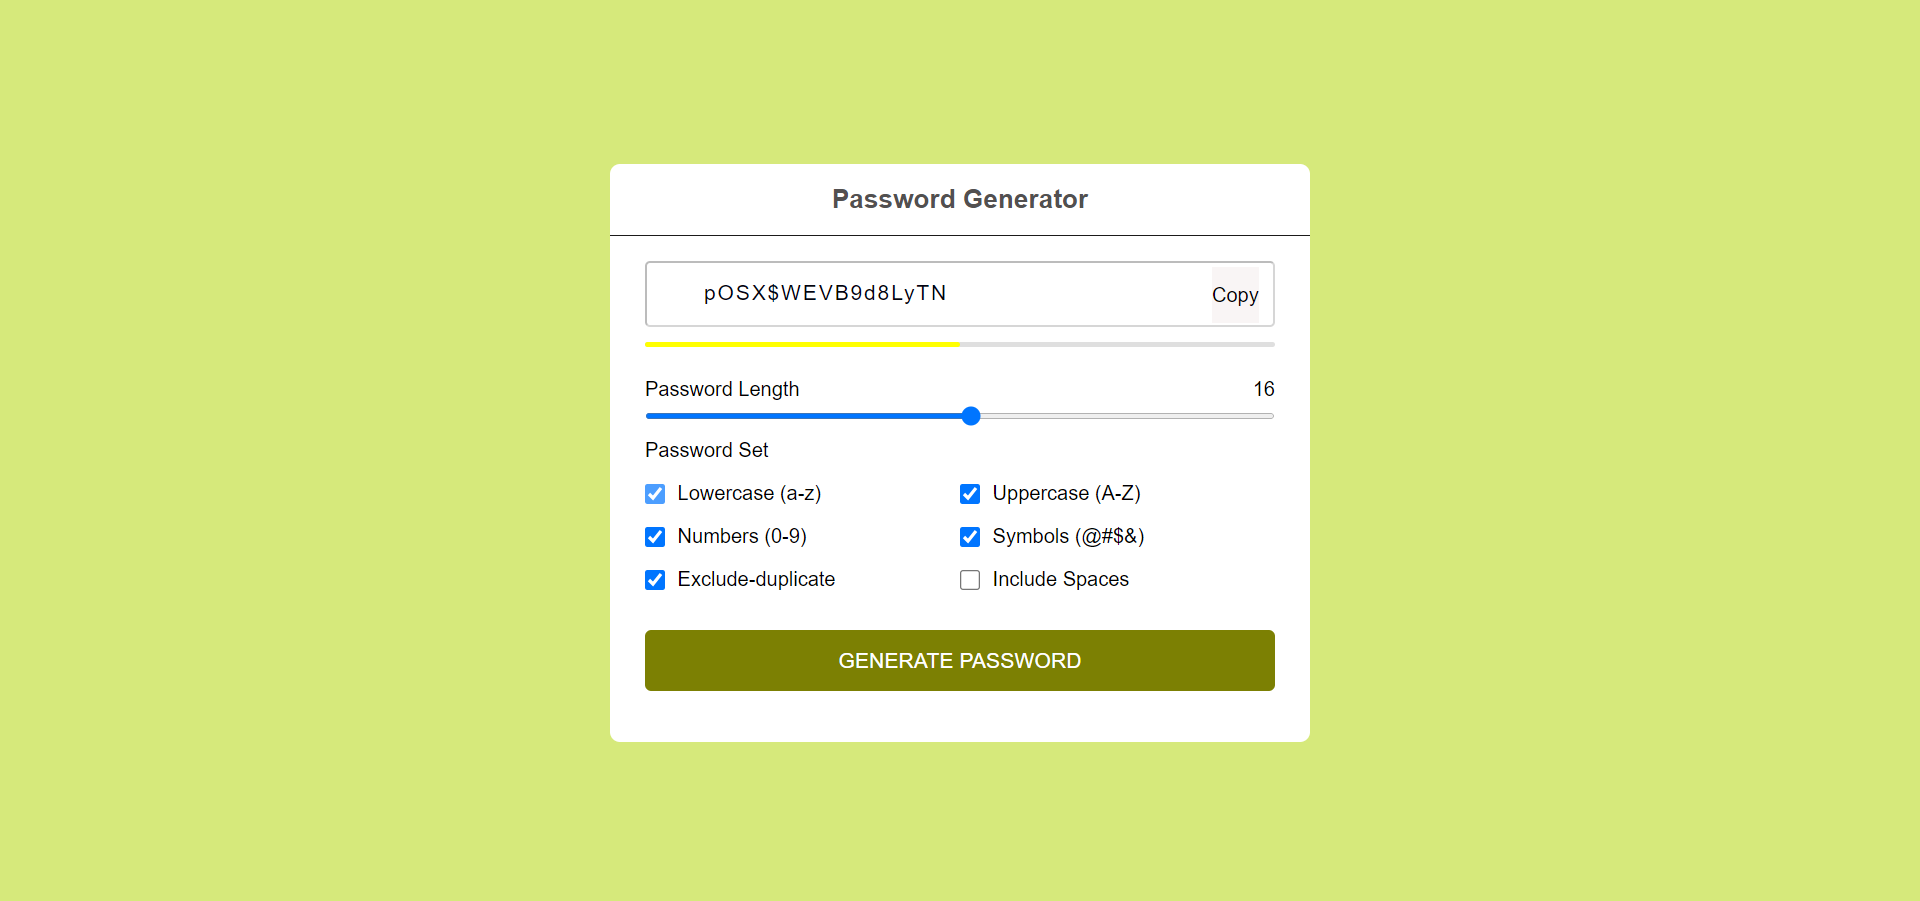 Password Generator
pOSX$WEVB9d8LyTN
Copy
Password Length 16
Password Set
Lowercase (a-z) Uppercase (A-Z)
Numbers (0-9) Symbols (@#$&)
Exclude-duplicate Include Spaces
GENERATE PASSWORD